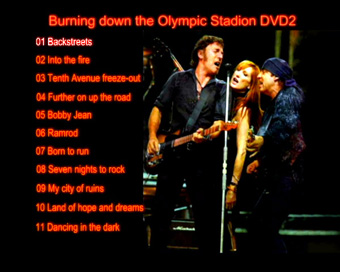 Burning down the Olympic Stadion DVD2
01 Backstreets
02 Into the fire
03 Tenth Avenue freeze-out
04 Further on up the road
05 Bobby Jean
06 Ramrod
07 Born to run
08 Seven nights to rock
09 My city of ruins
10 Land of hope and dreams
11 Dancing in the dark